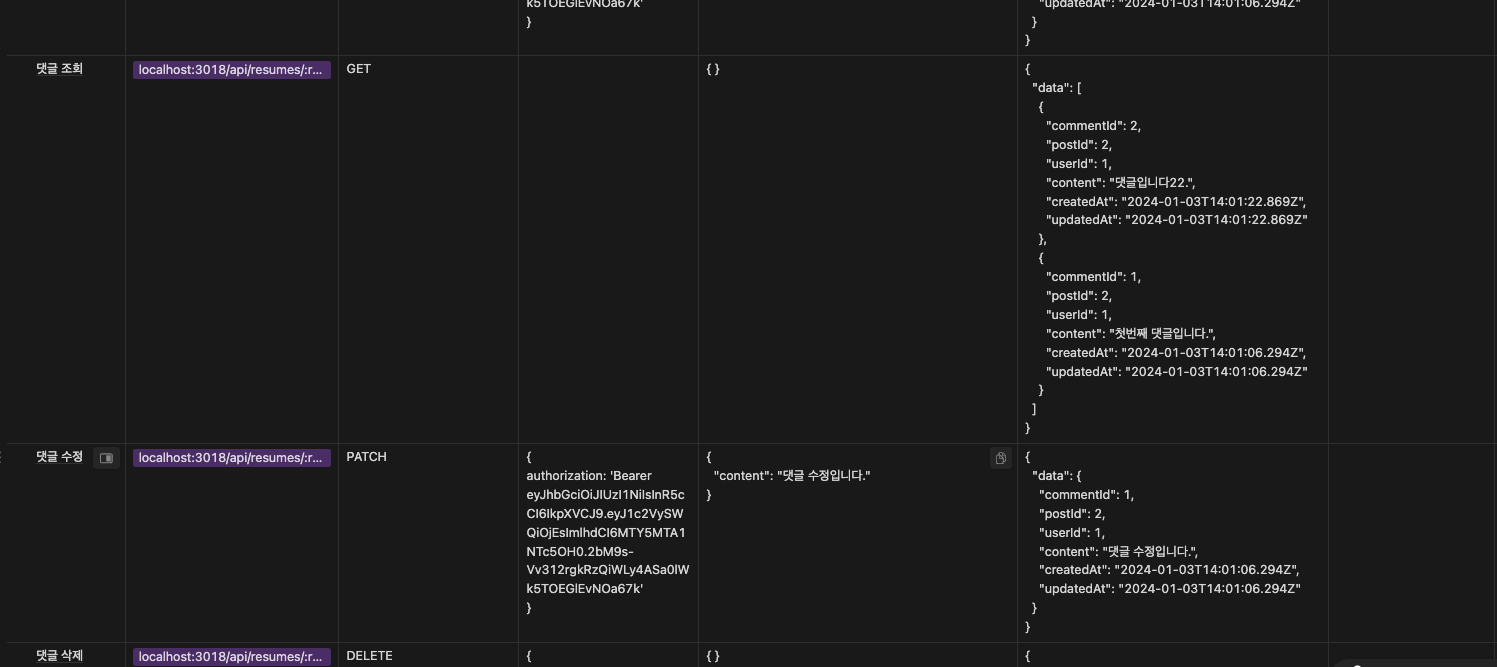 k5TOEGlEvNOa67k'
}
"updatedAt": "2024-01-03T14:01:06.294Z"
}
}
댓글 조회
localhost:3018/api/resumes/:r...
GET
{ }
{
"data": [
{
"commentId": 2,
"postId": 2,
"userId": 1,
"content": "댓글입니다22.",
"createdAt": "2024-01-03T14:01:22.869Z",
"updatedAt": "2024-01-03T14:01:22.869Z"
},
{
"commentId": 1,
"postId": 2,
"userId": 1,
"content": "첫번째 댓글입니다.",
"createdAt": "2024-01-03T14:01:06.294Z",
"updatedAt": "2024-01-03T14:01:06.294Z"
}
]
}
댓글 수정
localhost:3018/api/resumes/:r...
PATCH
{
authorization: 'Bearer
eyJhbGciOiJIUzI1NiIsInR5c
CI6IkpXVCJ9.eyJ1c2VySW
QiOjEsImlhdCI6MTY5MTA1
NTc5OH0.2bM9s-
Vv312rgkRzQiWLy4ASa0lW
k5TOEGlEvNOa67k'
}
{
"content": "댓글 수정입니다."
}
{
"data": {
"commentId": 1,
"postId": 2,
"userId": 1,
"content": "댓글 수정입니다.",
"createdAt": "2024-01-03T14:01:06.294Z",
"updatedAt": "2024-01-03T14:01:06.294Z"
}
}
댓글 삭제
localhost:3018/api/resumes/:r...
DELETE
{
{ }
{